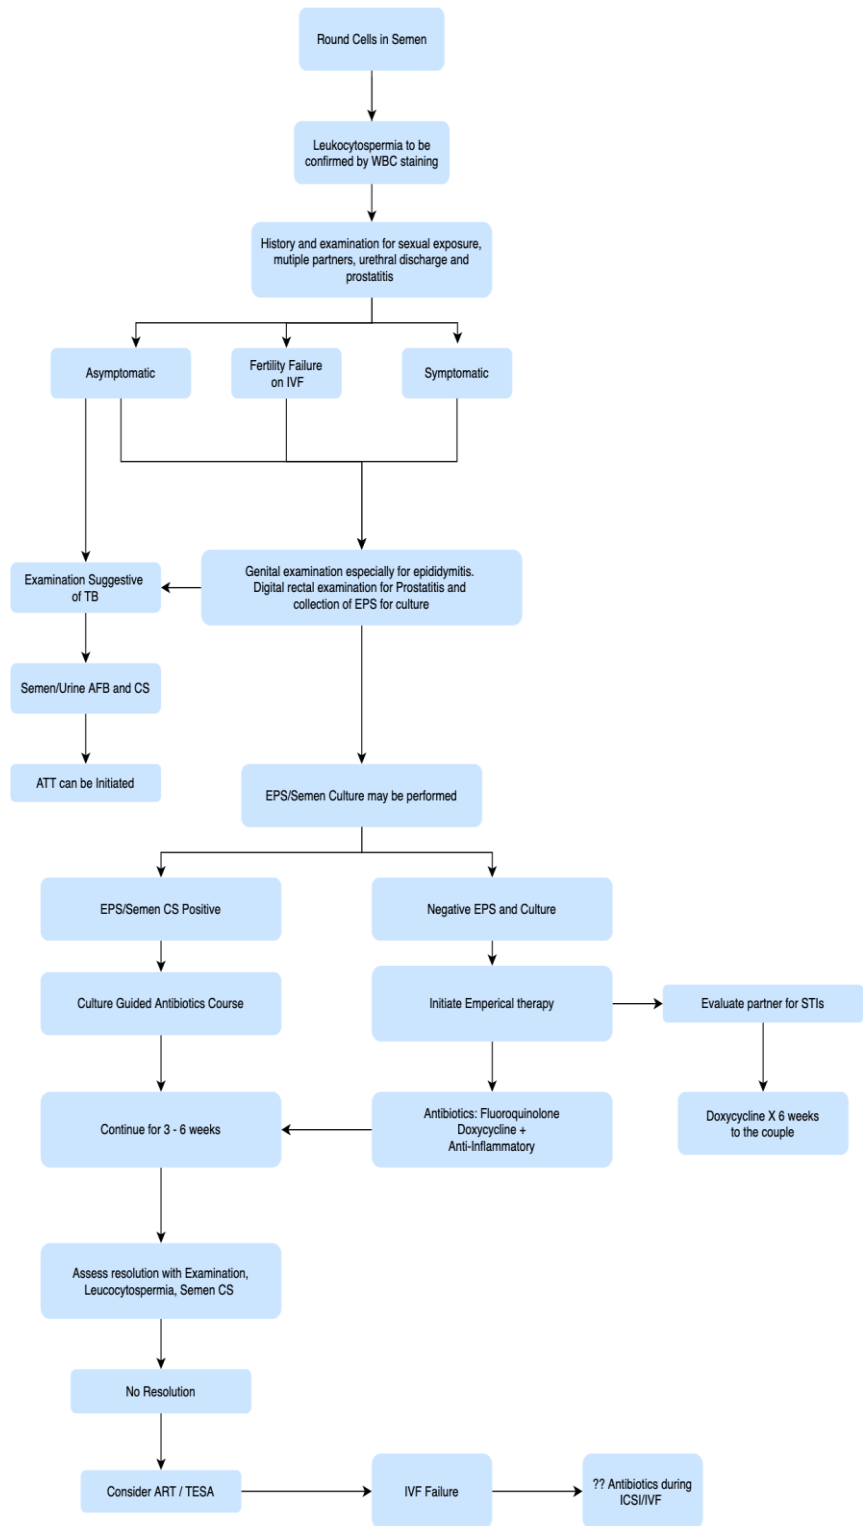 Round Cells in Semen
Leukocytospermia to be
confirmed by WBC staining
History and examination for sexual exposure,
mutiple partners, urethral discharge and
prostatitis
Asymptomatic
Fertility Failure
on IVF
Symptomatic
Examination Suggestive
of TB
Genital examination especially for epididymitis.
Digital rectal examination for Prostatitis and
collection of EPS for culture
Semen/Urine AFB and CS
ATT can be Initiated
EPS/Semen Culture may be performed
EPS/Semen CS Positive
Negative EPS and Culture
Culture Guided Antibiotics Course
Initiate Emperical therapy
Evaluate partner for STIs
Continue for 3 - 6 weeks
Antibiotics: Fluoroquinolone
Doxycycline +
Anti-Inflammatory
Doxycycline X 6 weeks
to the couple
Assess resolution with Examination,
Leucocytospermia, Semen CS
No Resolution
Consider ART / TESA
IVF Failure
?? Antibiotics during
ICSI/IVF